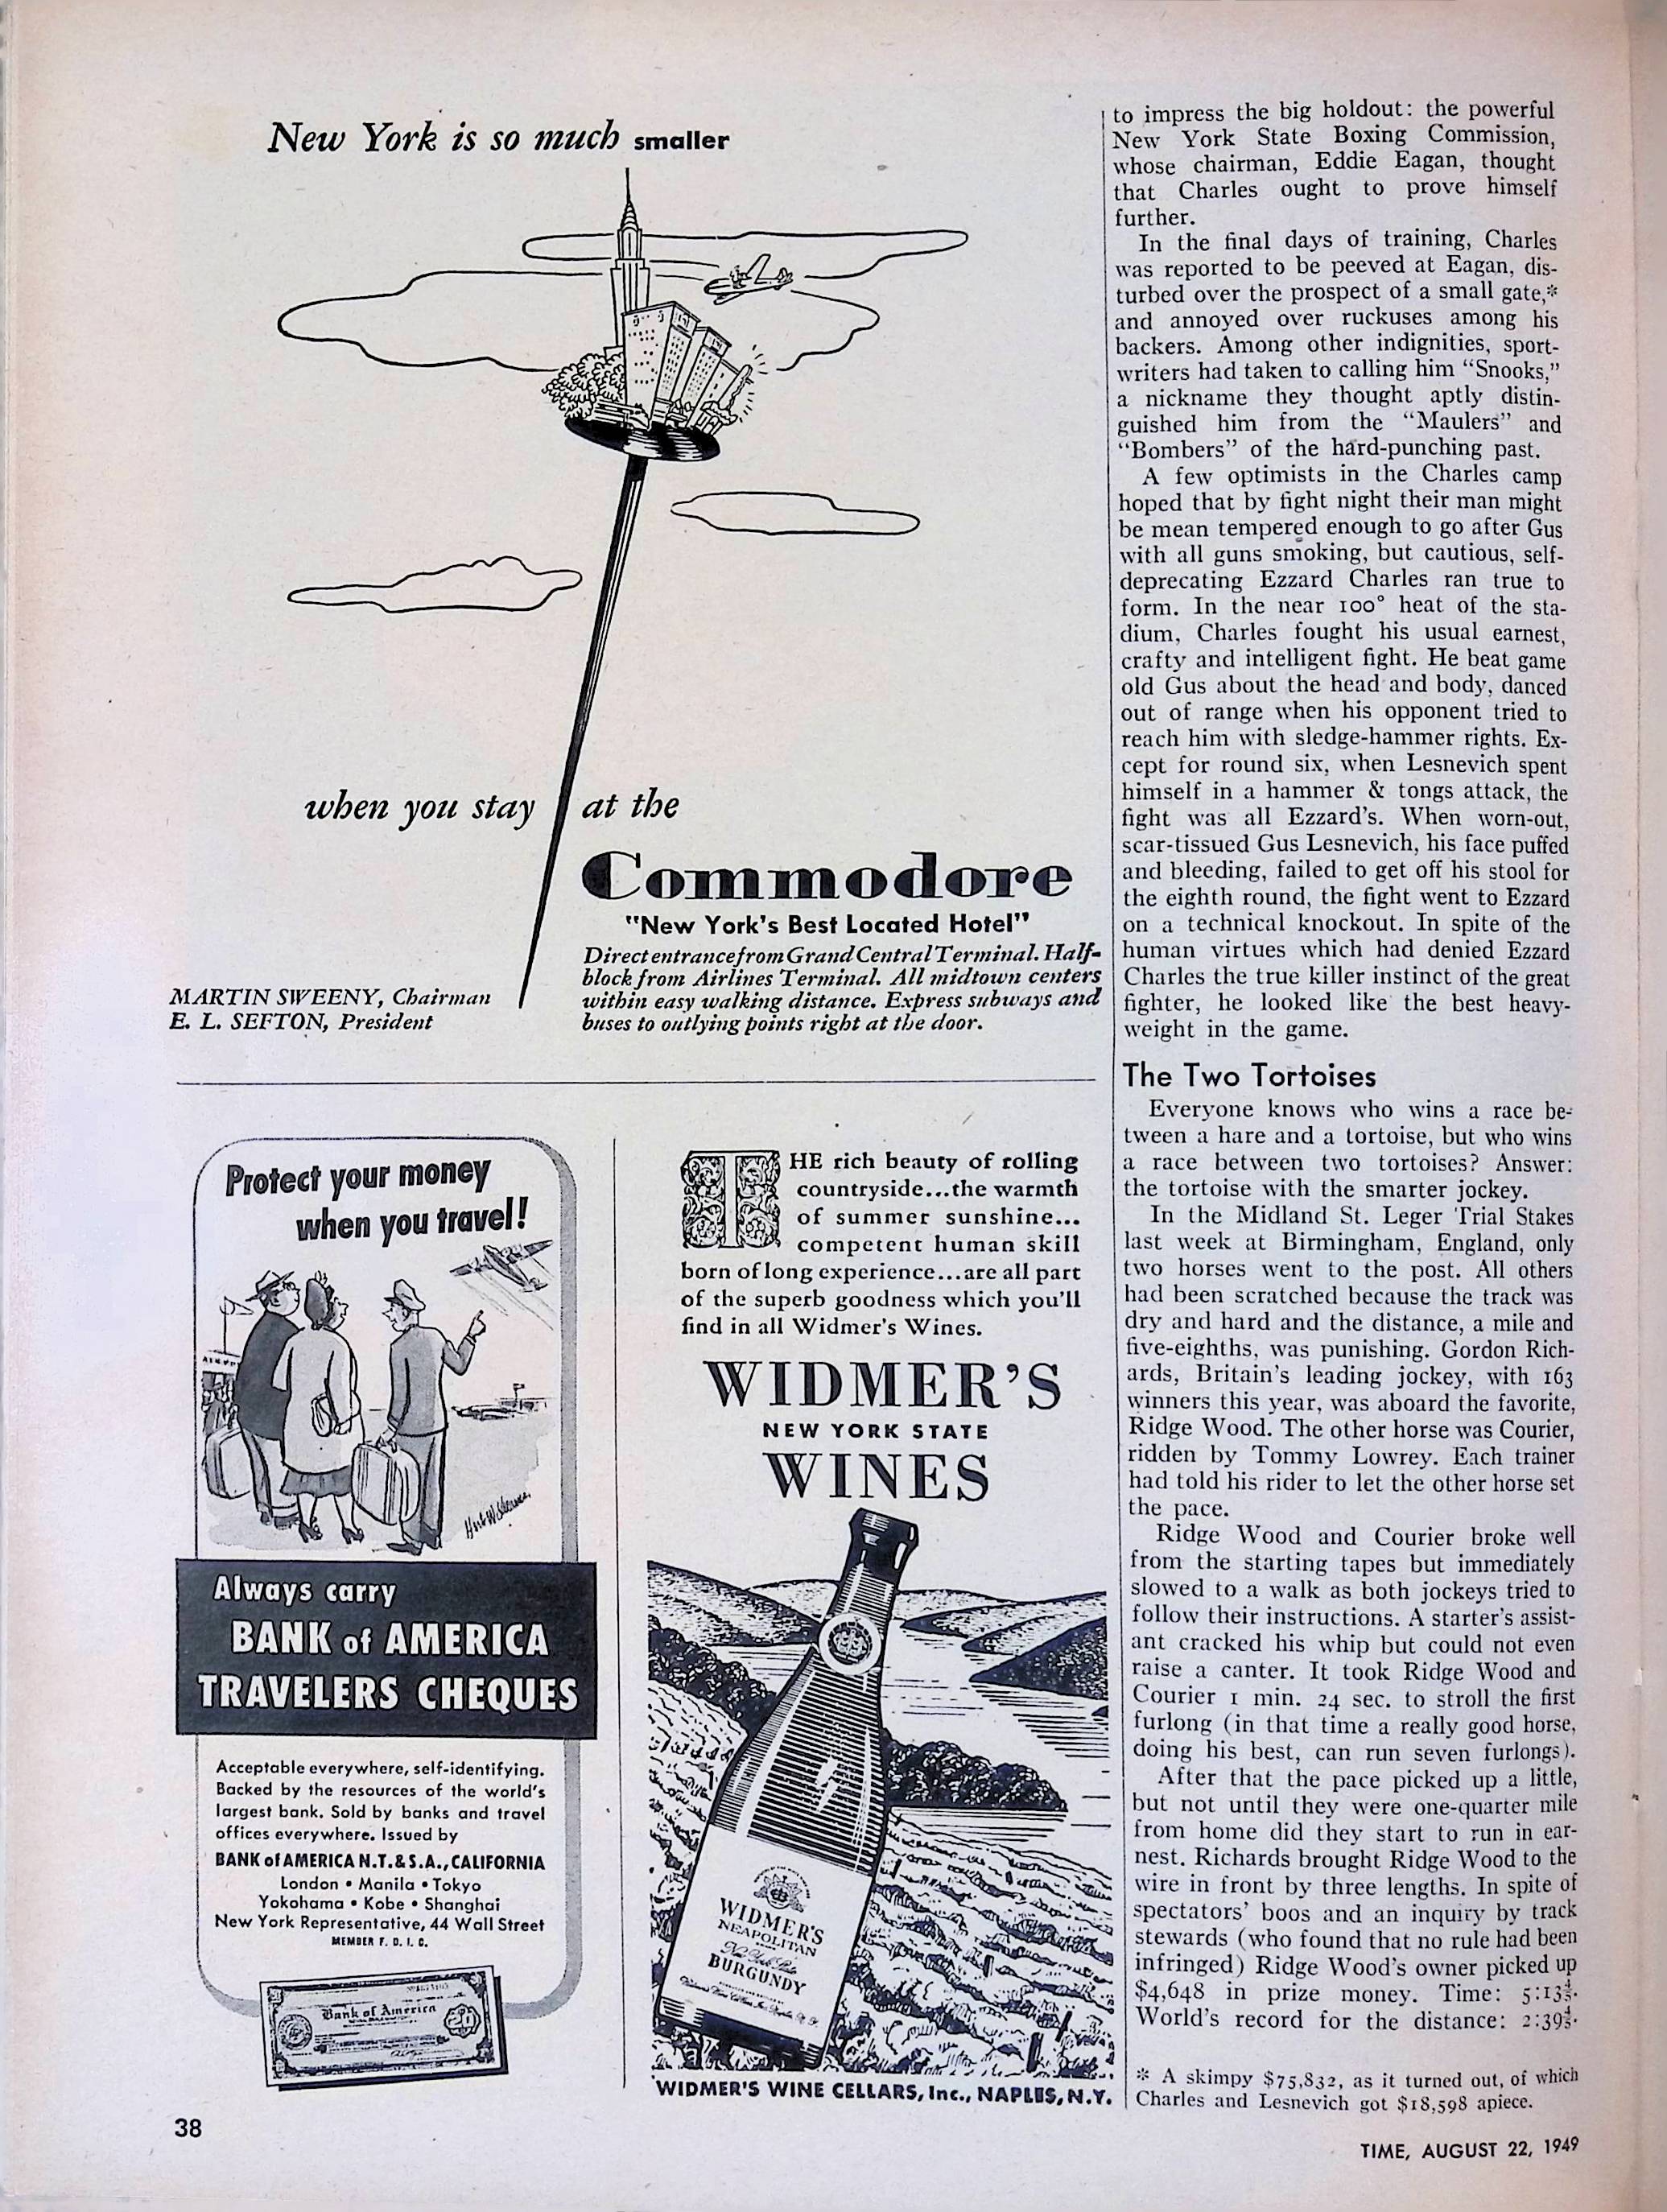 New York is so much smaller
when you stay at the
Commodore
"New York's Best Located Hotel"
Direct entrance from Grand Central Terminal. Half-
block from Airlines Terminal. All midtown centers
within easy walking distance. Express subways and
buses to outlying points right at the door.
MARTIN SWEENY, Chairman
E. L. SEFTON, President
Protect your money
when you travel!
Always carry
BANK of AMERICA
TRAVELERS CHEQUES
Acceptable everywhere, self-identifying.
Backed by the resources of the world's
largest bank. Sold by banks and travel
offices everywhere. Issued by
BANK of AMERICA N.T.&S.A., CALIFORNIA
London • Manila • Tokyo
Yokohama • Kobe • Shanghai
New York Representative, 44 Wall Street
MEMBER F. D. I. C.
Bank of America
20
THE rich beauty of rolling
countryside...the warmth
of summer sunshine...
competent human skill
born of long experience...are all part
of the superb goodness which you'll
find in all Widmer's Wines.
WIDMER'S
NEW YORK STATE
WINES
WIDMER'S
NEAPOLITAN
New York State
BURGUNDY
WIDMER'S WINE CELLARS, Inc., NAPLES, N.Y.
to impress the big holdout: the powerful
New York State Boxing Commission,
whose chairman, Eddie Eagan, thought
that Charles ought to prove himself
further.
In the final days of training, Charles
was reported to be peeved at Eagan, dis-
turbed over the prospect of a small gate,*
and annoyed over ruckuses among his
backers. Among other indignities, sport-
writers had taken to calling him "Snooks,"
a nickname they thought aptly distin-
guished him from the "Maulers" and
"Bombers" of the hard-punching past.
A few optimists in the Charles camp
hoped that by fight night their man might
be mean tempered enough to go after Gus
with all guns smoking, but cautious, self-
deprecating Ezzard Charles ran true to
form. In the near 100° heat of the sta-
dium, Charles fought his usual earnest,
crafty and intelligent fight. He beat game
old Gus about the head and body, danced
out of range when his opponent tried to
reach him with sledge-hammer rights. Ex-
cept for round six, when Lesnevich spent
himself in a hammer & tongs attack, the
fight was all Ezzard's. When worn-out,
scar-tissued Gus Lesnevich, his face puffed
and bleeding, failed to get off his stool for
the eighth round, the fight went to Ezzard
on a technical knockout. In spite of the
human virtues which had denied Ezzard
Charles the true killer instinct of the great
fighter, he looked like the best heavy-
weight in the game.
The Two Tortoises
Everyone knows who wins a race be-
tween a hare and a tortoise, but who wins
a race between two tortoises? Answer:
the tortoise with the smarter jockey.
In the Midland St. Leger Trial Stakes
last week at Birmingham, England, only
two horses went to the post. All others
had been scratched because the track was
dry and hard and the distance, a mile and
five-eighths, was punishing. Gordon Rich-
ards, Britain's leading jockey, with 163
winners this year, was aboard the favorite,
Ridge Wood. The other horse was Courier,
ridden by Tommy Lowrey. Each trainer
had told his rider to let the other horse set
the pace.
Ridge Wood and Courier broke well
from the starting tapes but immediately
slowed to a walk as both jockeys tried to
follow their instructions. A starter's assist-
ant cracked his whip but could not even
raise a canter. It took Ridge Wood and
Courier 1 min. 24 sec. to stroll the first
furlong (in that time a really good horse,
doing his best, can run seven furlongs).
After that the pace picked up a little,
but not until they were one-quarter mile
from home did they start to run in ear-
nest. Richards brought Ridge Wood to the
wire in front by three lengths. In spite of
spectators' boos and an inquiry by track
stewards (who found that no rule had been
infringed) Ridge Wood's owner picked up
$4,648 in prize money. Time: 5:13⅘.
World's record for the distance: 2:39⅘.
* A skimpy $75,832, as it turned out, of which
Charles and Lesnevich got $18,598 apiece.
38
TIME, AUGUST 22, 1949